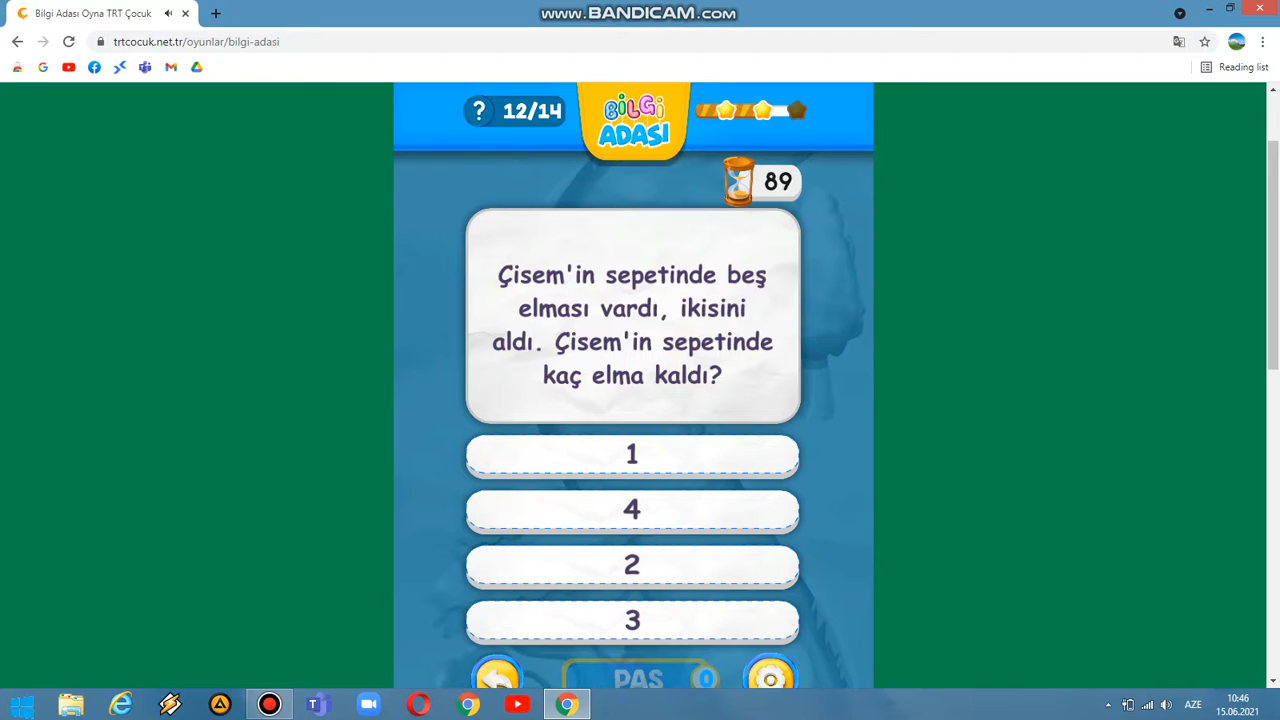 Bilgi Adası Oyna TRT Çocuk
www.BANDICAM.com
trtcocuk.net.tr/oyunlar/bilgi-adasi
Reading list
? 12/14
BİLGİ
ADASI
89
Çisem'in sepetinde beş
elması vardı, ikisini
aldı. Çisem'in sepetinde
kaç elma kaldı?
1
4
2
3
PAS 0
AZE
10:46
15.06.2021